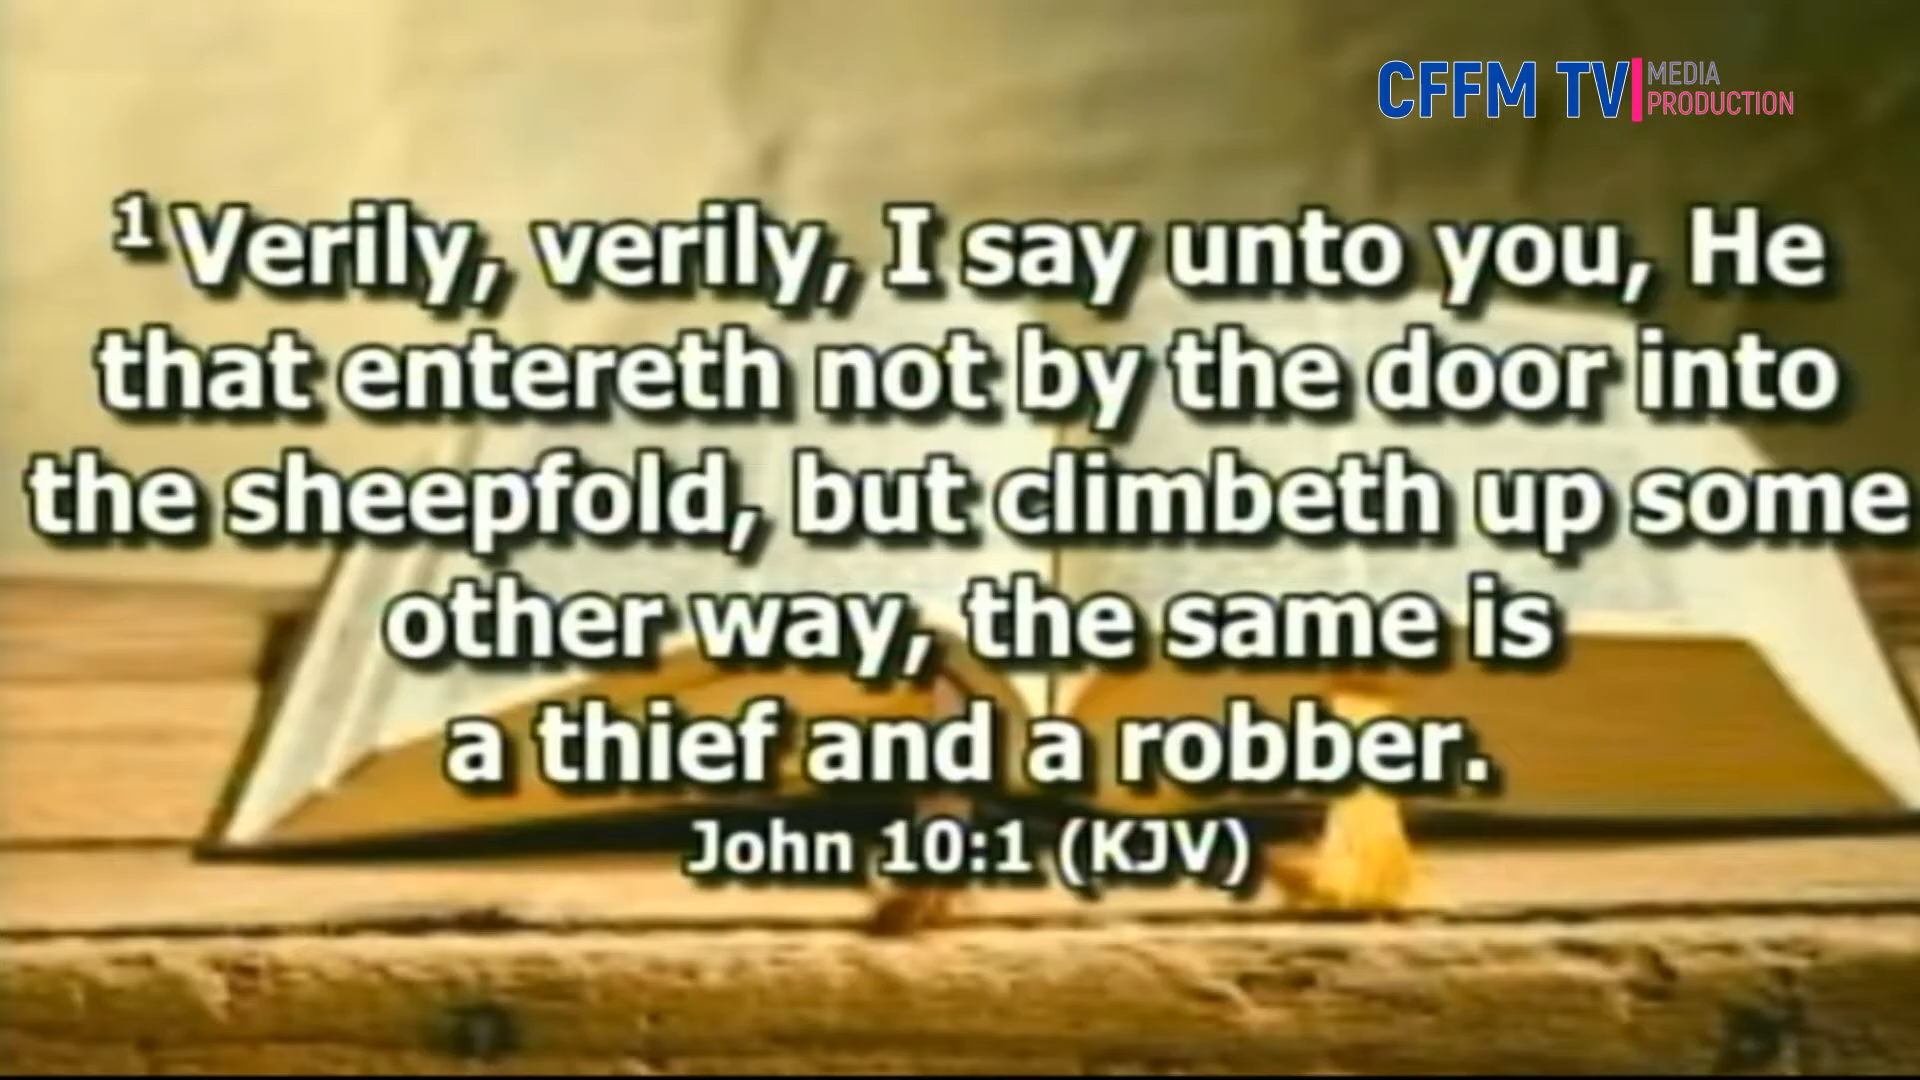 CFFM TV
MEDIA
PRODUCTION
1 Verily, verily, I say unto you, He
that entereth not by the door into
the sheepfold, but climbeth up some
other way, the same is
a thief and a robber.
John 10:1 (KJV)